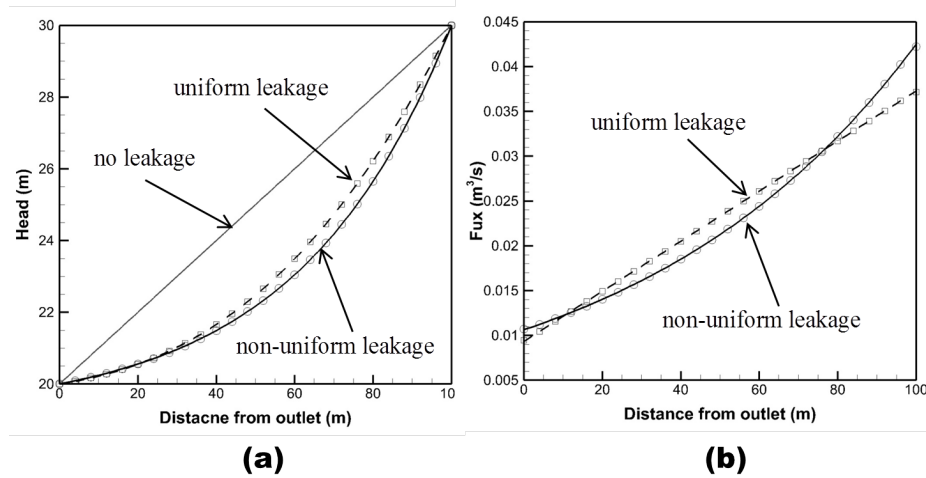 30
28
26
24
22
20
Head (m)
uniform leakage
no leakage
non-uniform leakage
0
20
40
60
80
100
Distacne from outlet (m)
(a)
0.045
0.04
0.035
0.03
0.025
0.02
0.015
0.01
0.005
Fux (m³/s)
uniform leakage
non-uniform leakage
0
20
40
60
80
100
Distance from outlet (m)
(b)